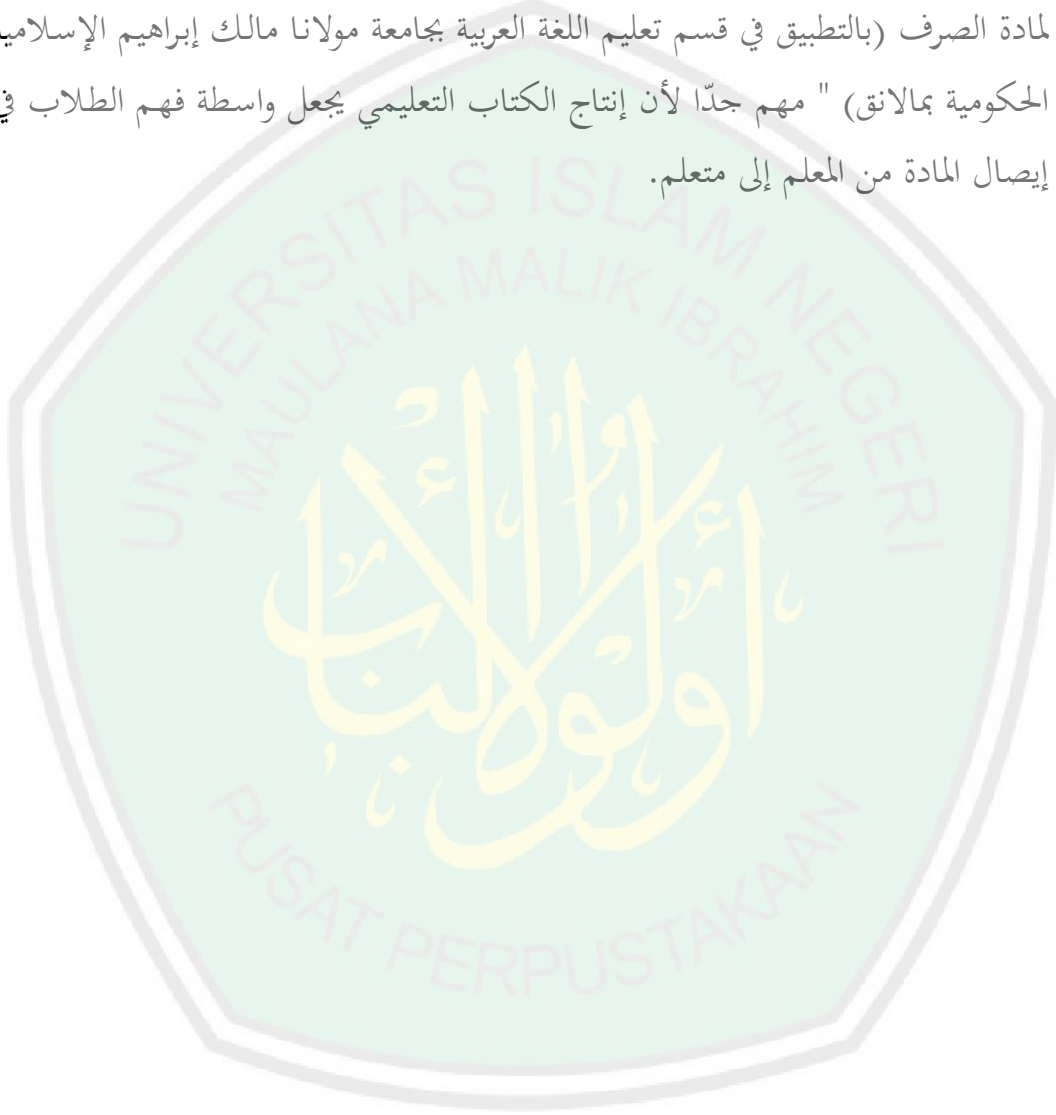 لمادة الصرف (بالتطبيق في قسم تعليم اللغة العربية بجامعة مولانا مالك إبراهيم الإسلامية
الحكومية بمالانق) " مهم جدّا لأن إنتاج الكتاب التعليمي يجعل واسطة فهم الطلاب في
إيصال المادة من المعلم إلى متعلم.
UNIVERSITAS ISLAM NEGERI
MAULANA MALIK IBRAHIM
أولوا الألباب
PUSAT PERPUSTAKAAN